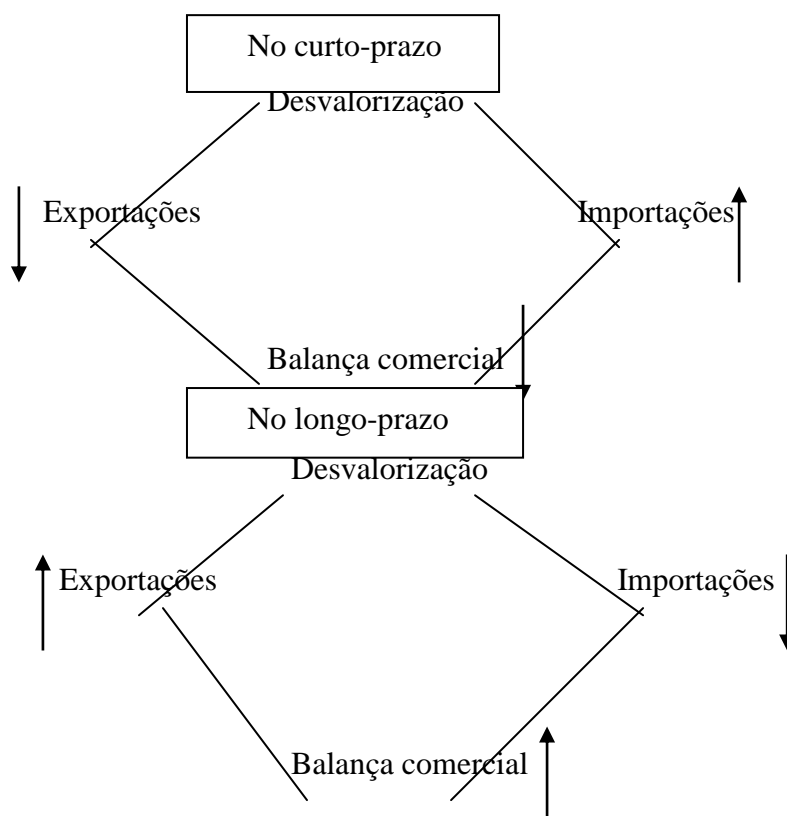 No curto-prazo
Desvalorização
Exportações
Importações
Balança comercial
No longo-prazo
Desvalorização
Exportações
Importações
Balança comercial